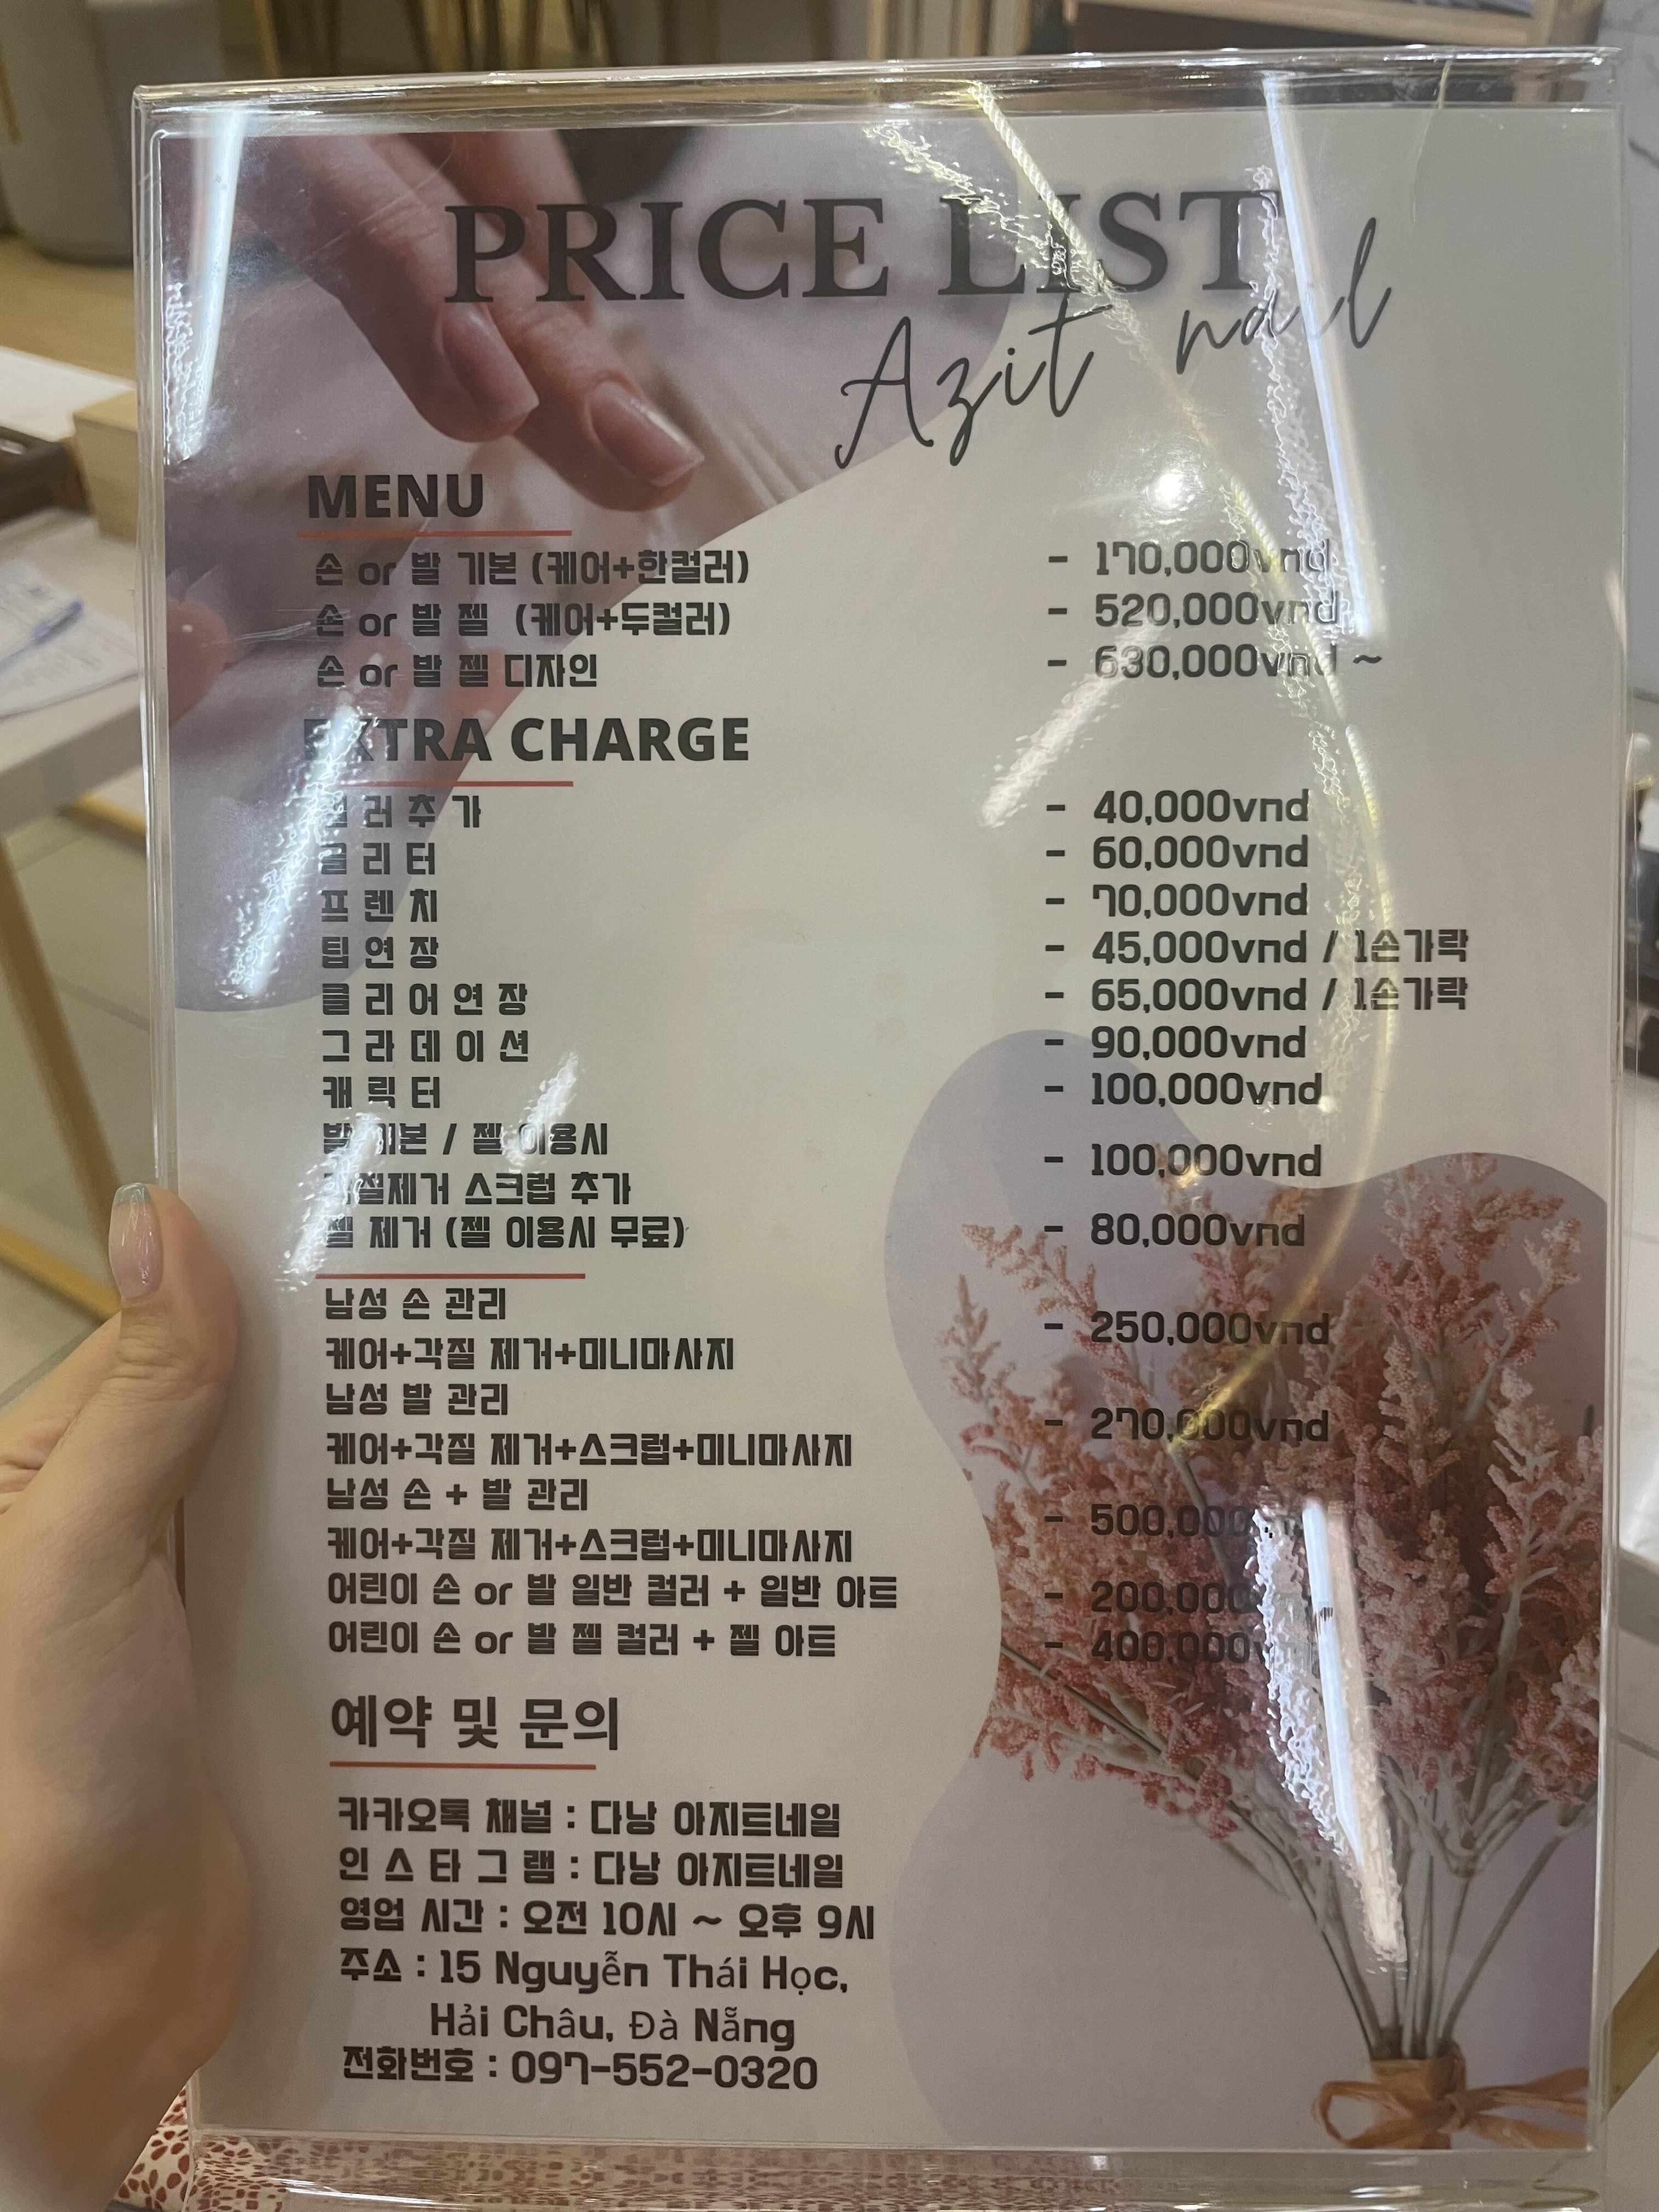 PRICE LIST
Azit nail
MENU
손 or 발 기본 (케어+한컬러) - 170,000vnd
손 or 발 젤 (케어+두컬러) - 520,000vnd
손 or 발 젤 디자인 - 630,000vnd ~
EXTRA CHARGE
컬 러 추 가 - 40,000vnd
글 리 터 - 60,000vnd
프 렌 치 - 70,000vnd
팁 연 장 - 45,000vnd / 1손가락
클 리 어 연 장 - 65,000vnd / 1손가락
그 라 데 이 션 - 90,000vnd
캐 릭 터 - 100,000vnd
발 기본 / 젤 이용시
각질제거 스크럽 추가 - 100,000vnd
젤 제거 (젤 이용시 무료) - 80,000vnd
남성 손 관리
케어+각질 제거+미니마사지 - 250,000vnd
남성 발 관리
케어+각질 제거+스크럽+미니마사지 - 270,000vnd
남성 손 + 발 관리
케어+각질 제거+스크럽+미니마사지 - 500,000
어린이 손 or 발 일반 컬러 + 일반 아트 - 200,000
어린이 손 or 발 젤 컬러 + 젤 아트 - 400,000
예약 및 문의
카카오톡 채널 : 다낭 아지트네일
인 스 타 그 램 : 다낭 아지트네일
영업 시간 : 오전 10시 ~ 오후 9시
주소 : 15 Nguyễn Thái Học,
Hải Châu, Đà Nẵng
전화번호 : 097-552-0320